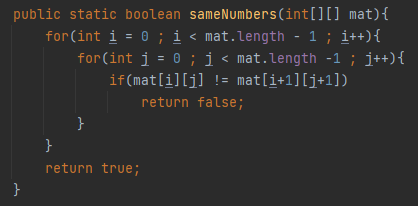 public static boolean sameNumbers(int[][] mat){
for(int i = 0 ; i < mat.length - 1 ; i++){
for(int j = 0 ; j < mat.length -1 ; j++){
if(mat[i][j] != mat[i+1][j+1])
return false;
}
}
return true;
}